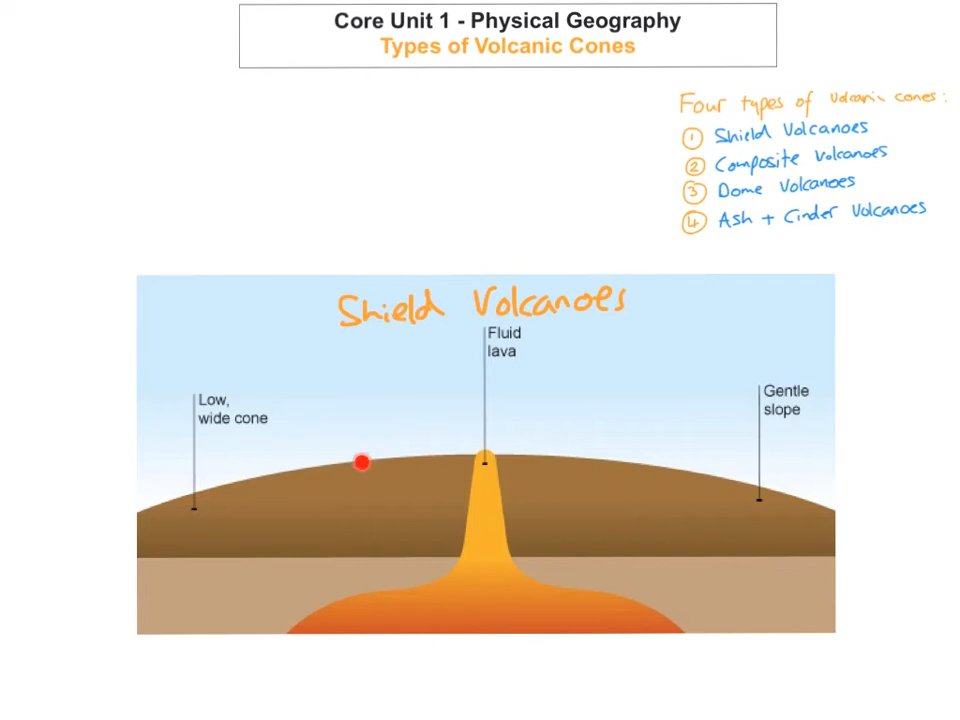 Core Unit 1 - Physical Geography
Types of Volcanic Cones
Four types of volcanic cones:
① Shield Volcanoes
② Composite Volcanoes
③ Dome Volcanoes
④ Ash + Cinder Volcanoes
Shield Volcanoes
Fluid
lava
Low,
wide cone
Gentle
slope